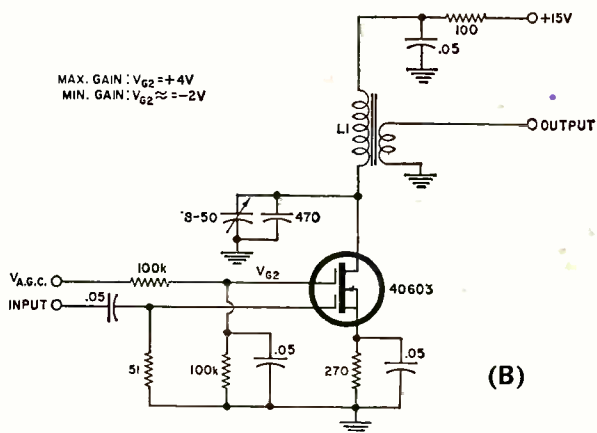 100
+15V
.05
MAX. GAIN: VG2=+4V
MIN. GAIN: VG2≈=-2V
L1
OUTPUT
8-50
470
100k
VA.G.C.
VG2
40603
INPUT
.05
51
100k
.05
270
.05
(B)